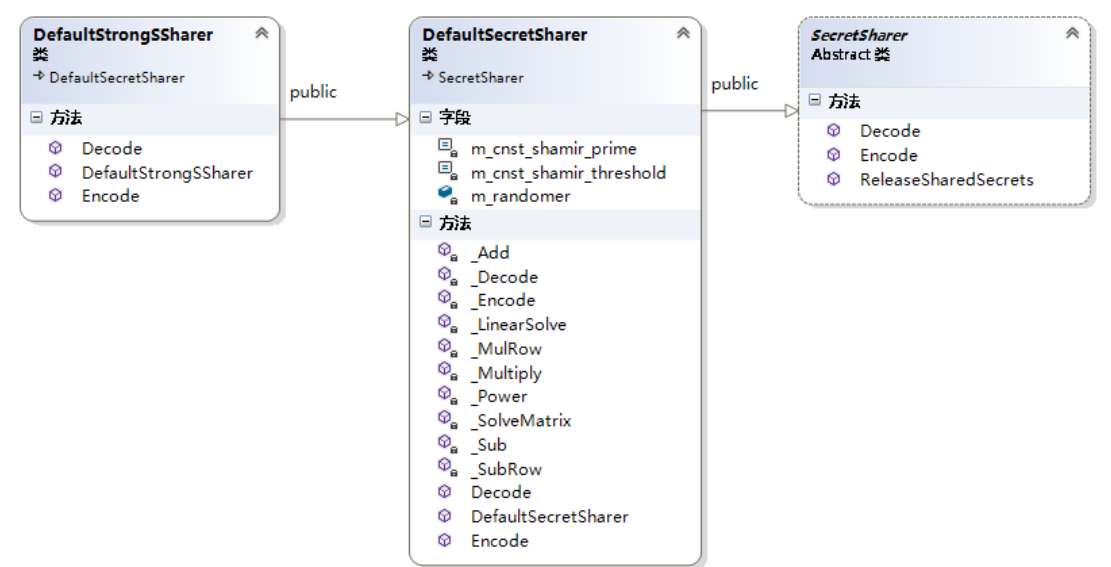 DefaultStrongSSharer
类
DefaultSecretSharer
方法
Decode
DefaultStrongSSharer
Encode
public
DefaultSecretSharer
类
SecretSharer
字段
m_cnst_shamir_prime
m_cnst_shamir_threshold
m_randomer
方法
_Add
_Decode
_Encode
_LinearSolve
_MulRow
_Multiply
_Power
_SolveMatrix
_Sub
_SubRow
Decode
DefaultSecretSharer
Encode
public
SecretSharer
Abstract 类
方法
Decode
Encode
ReleaseSharedSecrets